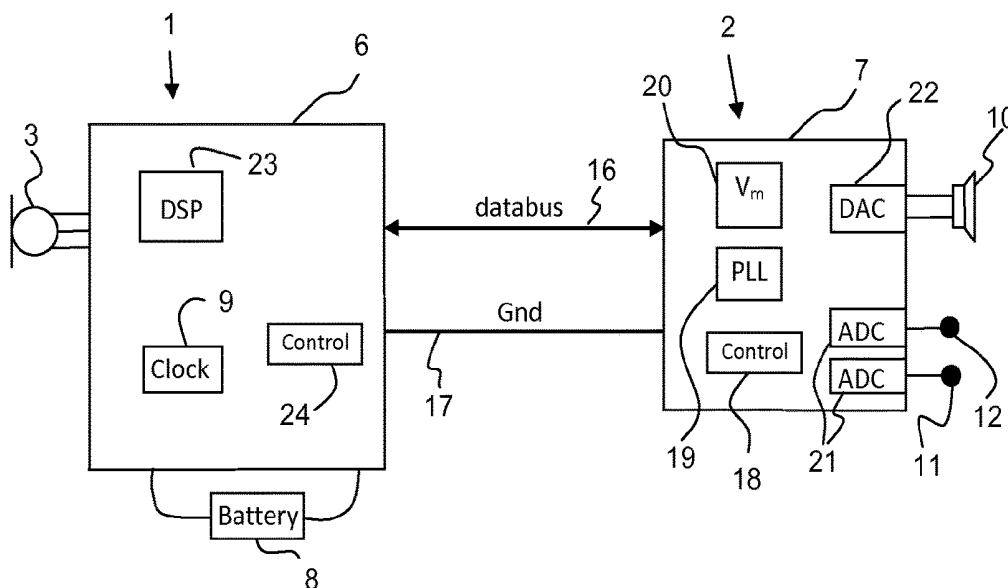 1
2
6
7
20
22
10
3
23
16
DSP
databus
V_m
DAC
PLL
Gnd
9
Clock
Control
Control
ADC
ADC
24
17
19
18
21
11
12
Battery
8